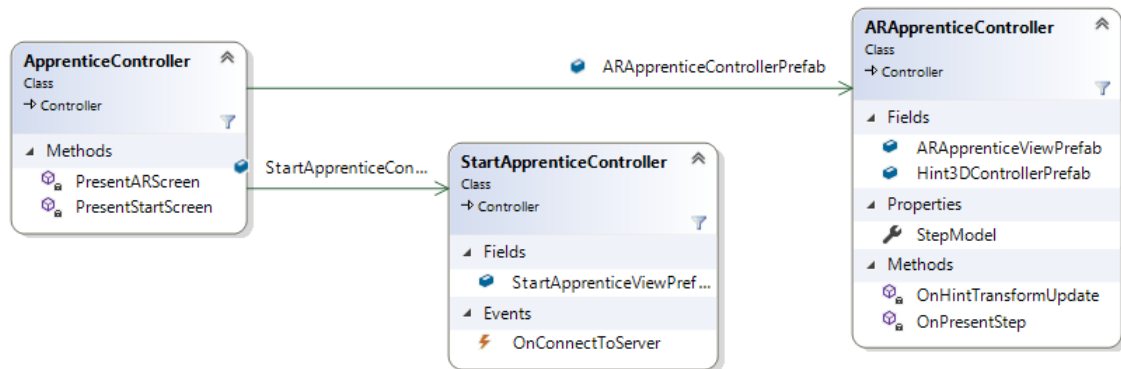 ApprenticeController
Class
→ Controller
Methods
PresentARScreen
PresentStartScreen
ARApprenticeControllerPrefab
StartApprenticeCon...
StartApprenticeController
Class
→ Controller
Fields
StartApprenticeViewPref...
Events
OnConnectToServer
ARApprenticeController
Class
→ Controller
Fields
ARApprenticeViewPrefab
Hint3DControllerPrefab
Properties
StepModel
Methods
OnHintTransformUpdate
OnPresentStep